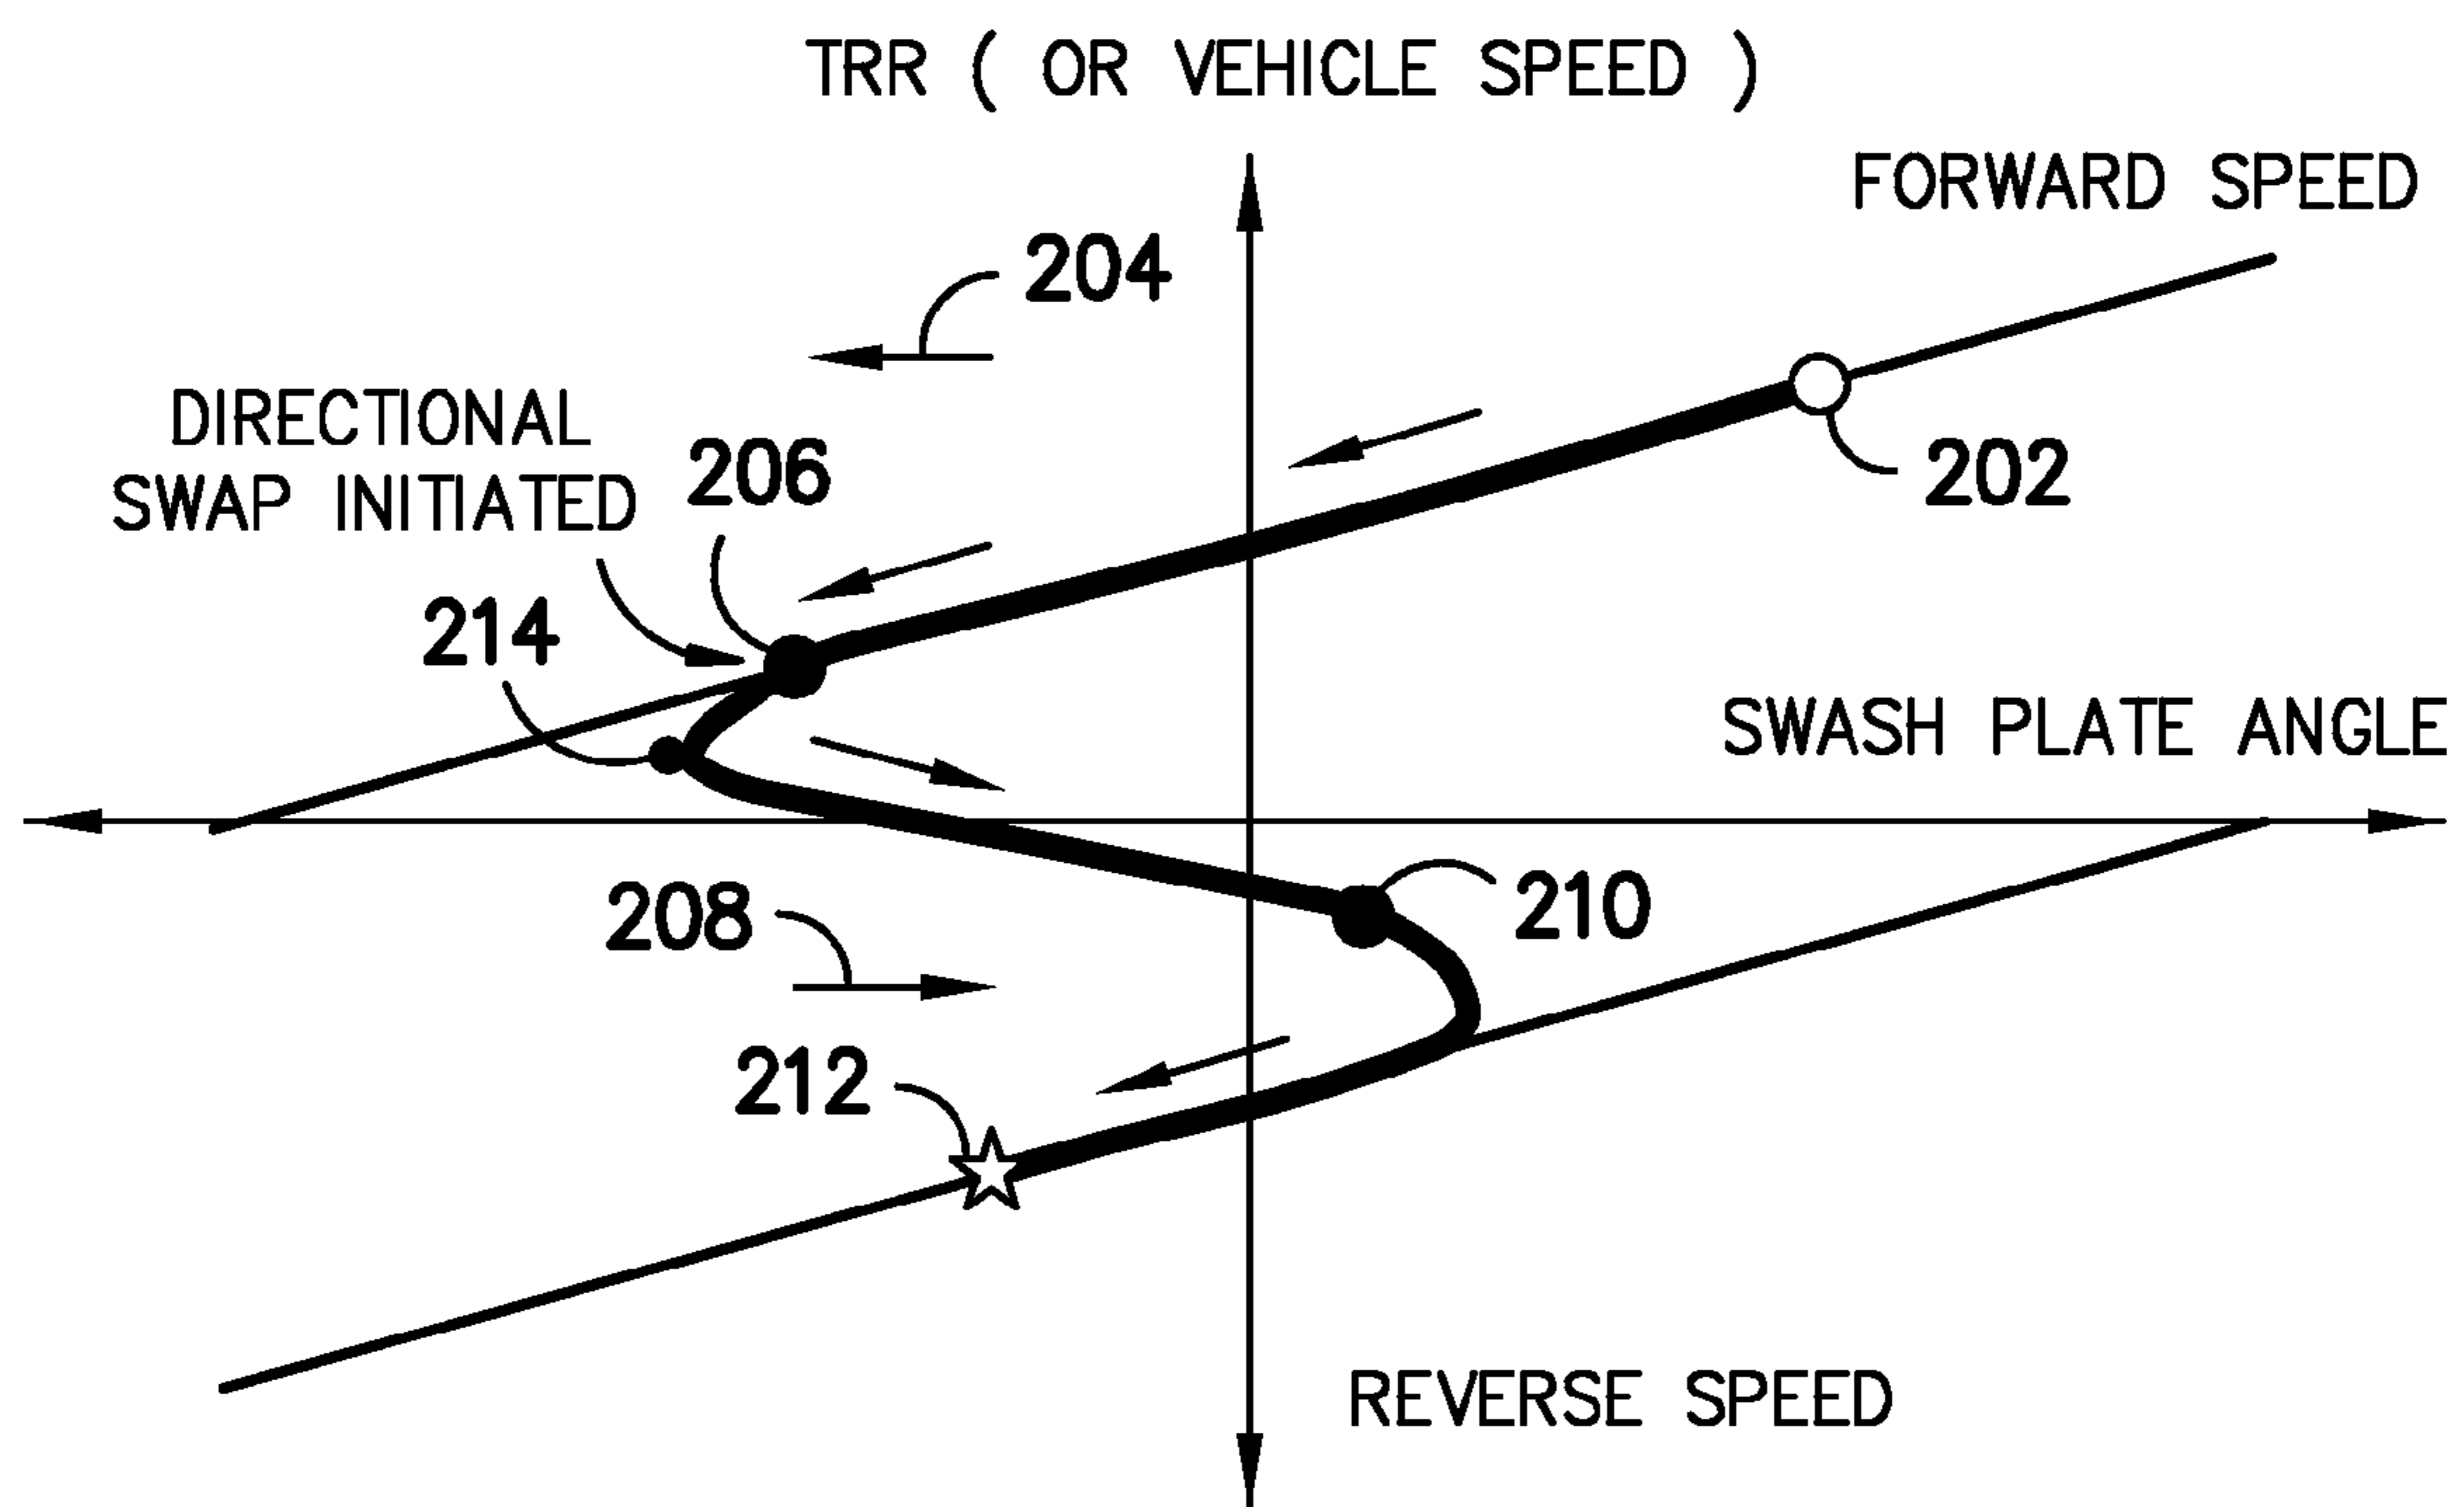 TRR ( OR VEHICLE SPEED )
FORWARD SPEED
204
DIRECTIONAL
SWAP INITIATED
206
202
214
SWASH PLATE ANGLE
208
210
212
REVERSE SPEED